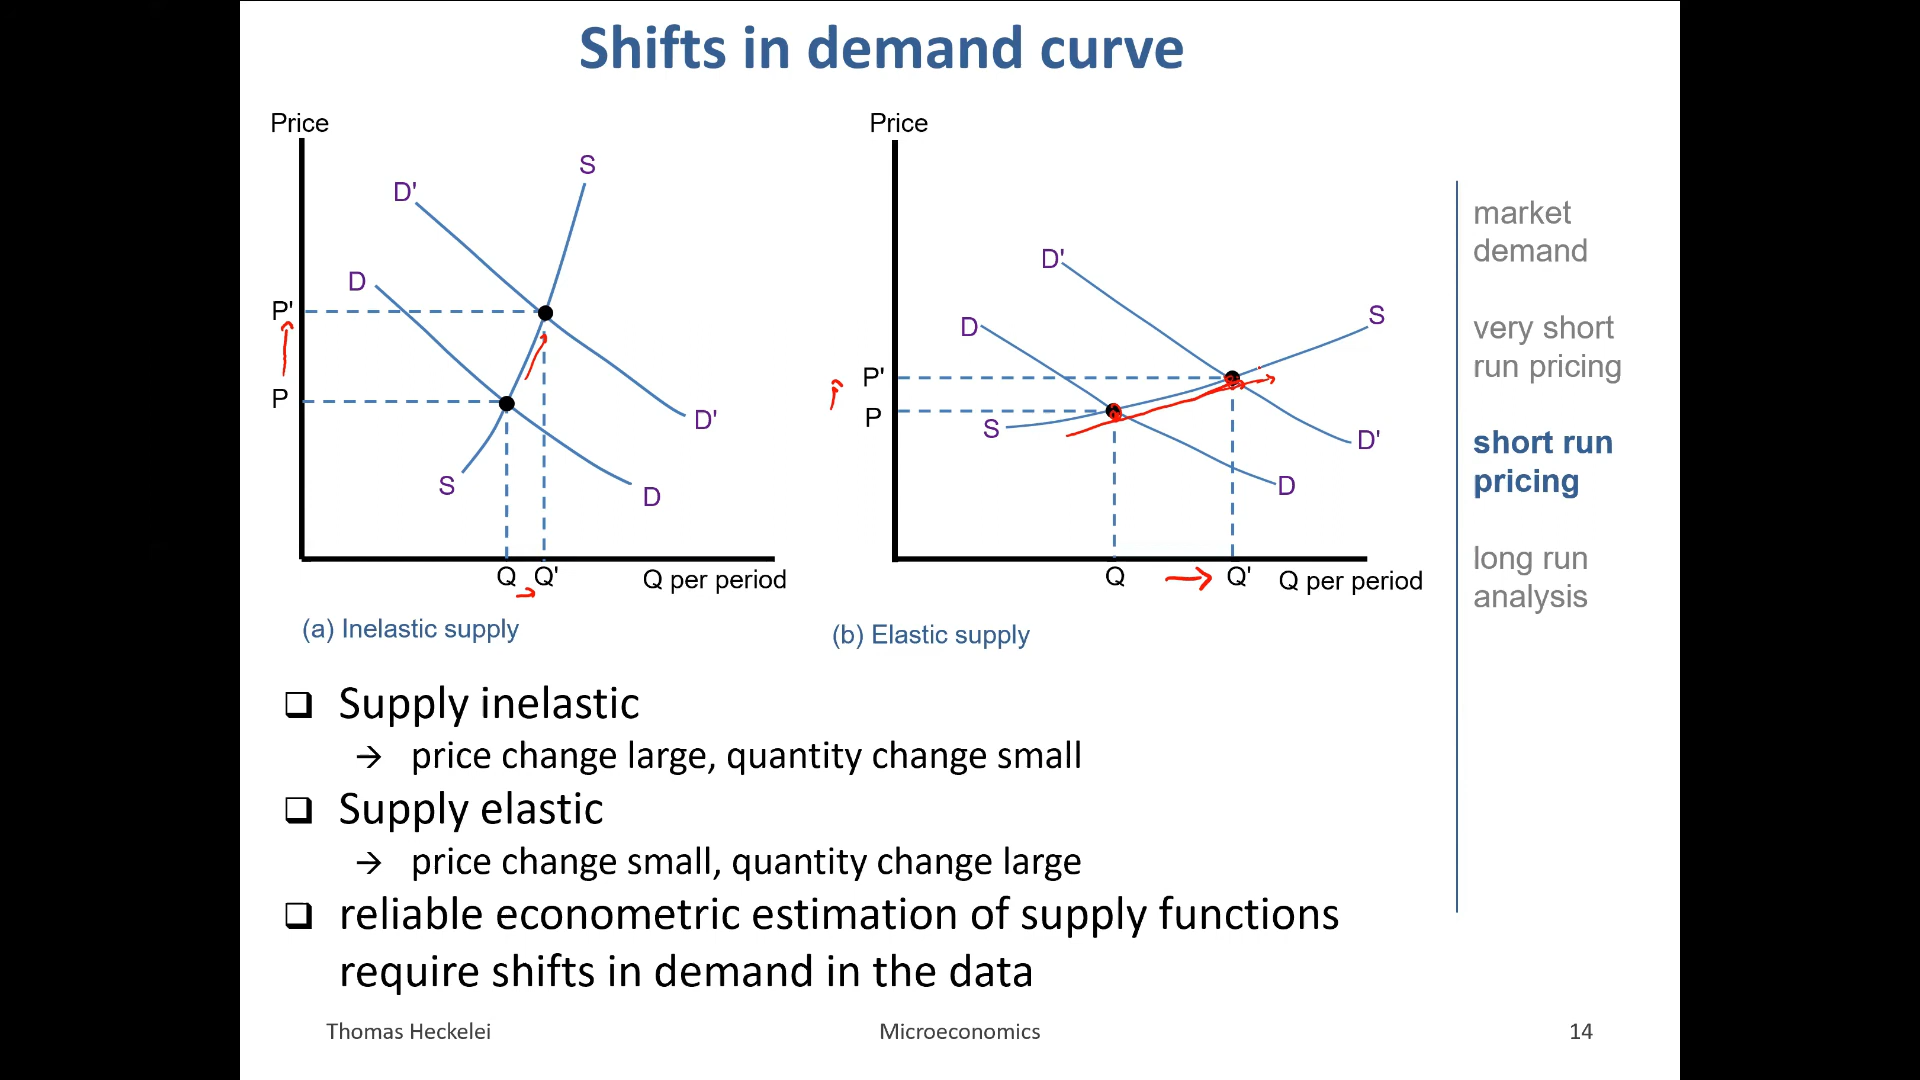 Shifts in demand curve
Price
S
D'
D
P'
P
D'
S
D
Q Q' Q per period
(a) Inelastic supply
Price
D'
D
S
P'
P
S
D'
D
Q Q' Q per period
(b) Elastic supply
market
demand
very short
run pricing
short run
pricing
long run
analysis
❑ Supply inelastic
→ price change large, quantity change small
❑ Supply elastic
→ price change small, quantity change large
❑ reliable econometric estimation of supply functions
require shifts in demand in the data
Thomas Heckelei Microeconomics 14